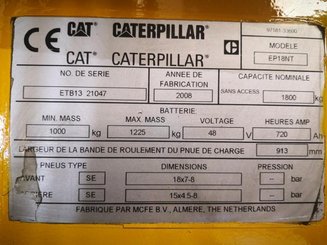 97581-33600
CE CAT CATERPILLAR C MODELE
CAT CATERPILLAR EP18NT
NO. DE SERIE ANNEE DE FABRICATION CAPACITE NOMINALE
ETB13 21047 2008 SANS ACCESS 1800 kg
BATTERIE
MIN. MASS MAX. MASS VOLTAGE HEURES AMP
1000 kg 1225 kg 48 V 720 Ah
LARGEUR DE LA BANDE DE ROULEMENT DU PNUE DE CHARGE 913 mm
PNEUS TYPE DIMENSIONS PRESSION
AVANT SE 18x7-8 -- bar
IERE SE 15x4.5-8 -- bar
FABRIQUE PAR MCFE B.V., ALMERE, THE NETHERLANDS